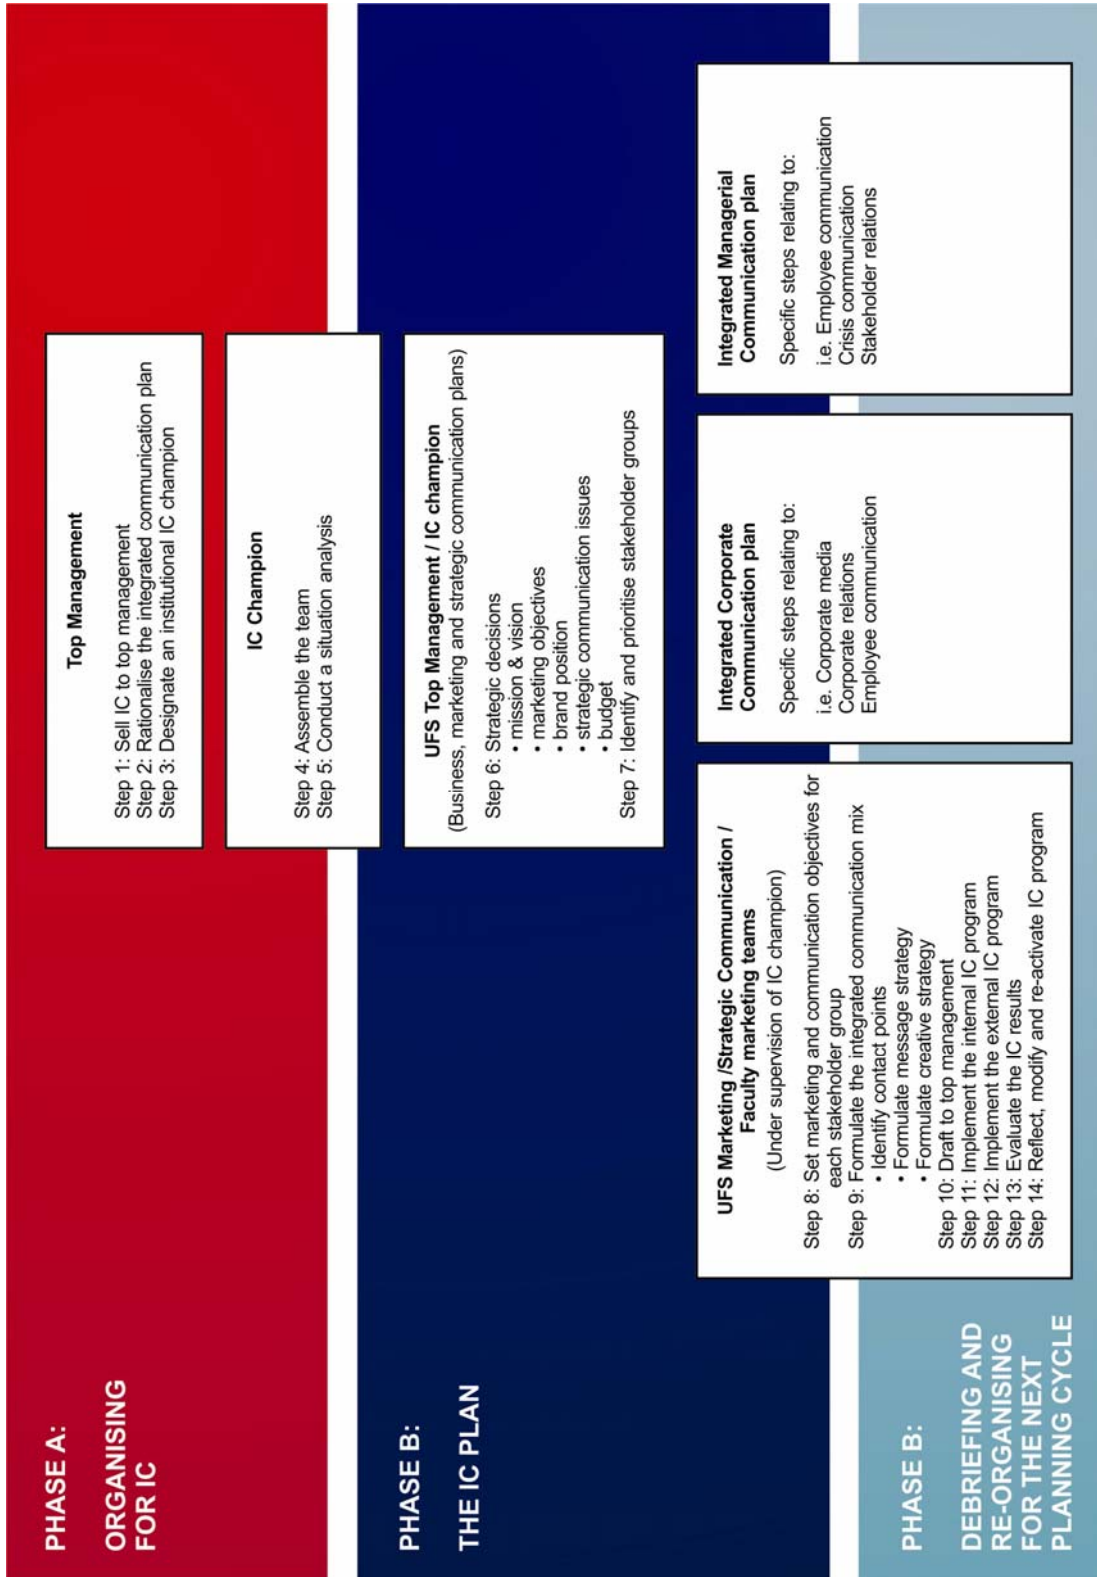 PHASE A:
ORGANISING
FOR IC
Top Management
Step 1: Sell IC to top management
Step 2: Rationalise the integrated communication plan
Step 3: Designate an institutional IC champion
IC Champion
Step 4: Assemble the team
Step 5: Conduct a situation analysis
PHASE B:
THE IC PLAN
UFS Top Management / IC champion
(Business, marketing and strategic communication plans)
Step 6: Strategic decisions
• mission & vision
• marketing objectives
• brand position
• strategic communication issues
• budget
Step 7: Identify and prioritise stakeholder groups
UFS Marketing /Strategic Communication /
Faculty marketing teams
(Under supervision of IC champion)
Step 8: Set marketing and communication objectives for
each stakeholder group
Step 9: Formulate the integrated communication mix
• Identify contact points
• Formulate message strategy
• Formulate creative strategy
Step 10: Draft to top management
Step 11: Implement the internal IC program
Step 12: Implement the external IC program
Step 13: Evaluate the IC results
Step 14: Reflect, modify and re-activate IC program
Integrated Corporate
Communication plan
Specific steps relating to:
i.e. Corporate media
Corporate relations
Employee communication
Integrated Managerial
Communication plan
Specific steps relating to:
i.e. Employee communication
Crisis communication
Stakeholder relations
PHASE B:
DEBRIEFING AND
RE-ORGANISING
FOR THE NEXT
PLANNING CYCLE